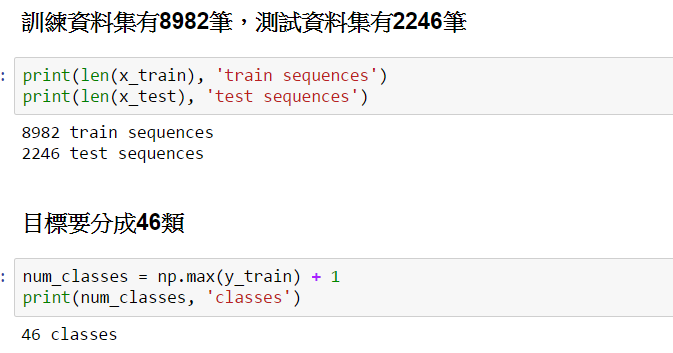 訓練資料集有8982筆，測試資料集有2246筆
: print(len(x_train), 'train sequences')
print(len(x_test), 'test sequences')
8982 train sequences
2246 test sequences
目標要分成46類
: num_classes = np.max(y_train) + 1
print(num_classes, 'classes')
46 classes